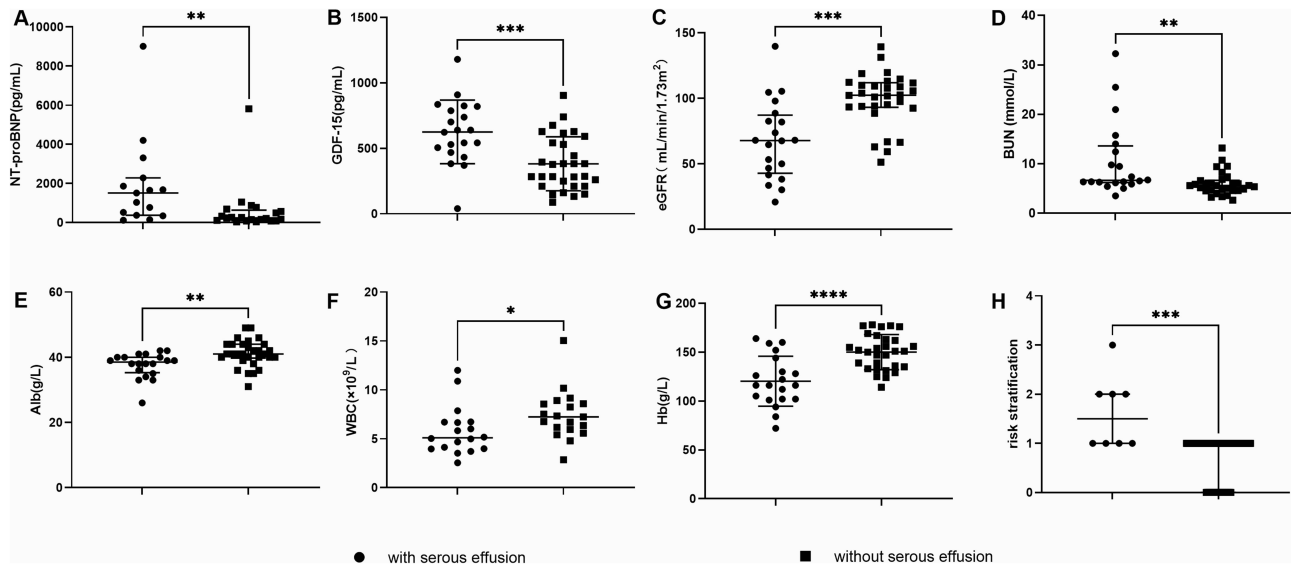 A
NT-proBNP(pg/mL)
10000
8000
6000
4000
2000
0
**
B
GDF-15(pg/mL)
1500
1000
500
0
***
C
eGFR( mL/min/1.73m²)
150
100
50
0
***
D
BUN (mmol/L)
40
30
20
10
0
**
E
Alb(g/L)
60
40
20
0
**
F
WBC(×10⁹/L)
20
15
10
5
0
*
G
Hb(g/L)
200
150
100
50
0
****
H
risk stratification
4
3
2
1
0
***
with serous effusion
without serous effusion